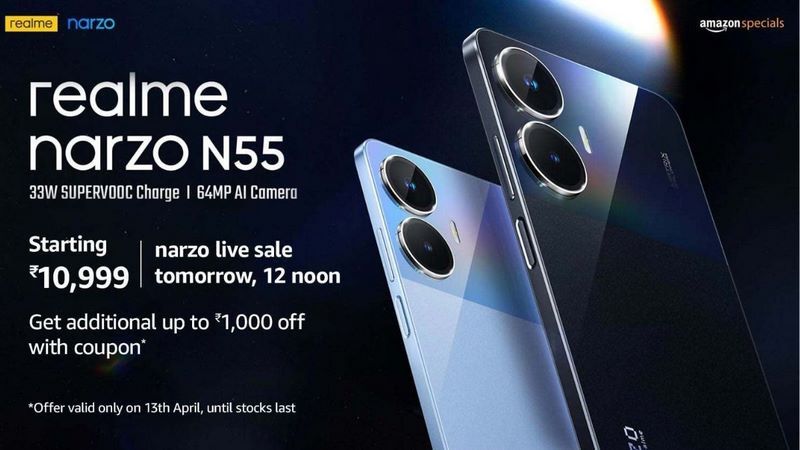 realme narzo
amazon specials
realme
narzo N55
33W SUPERVOOC Charge | 64MP AI Camera
Starting
₹10,999
narzo live sale
tomorrow, 12 noon
Get additional up to ₹1,000 off
with coupon*
*Offer valid only on 13th April, until stocks last